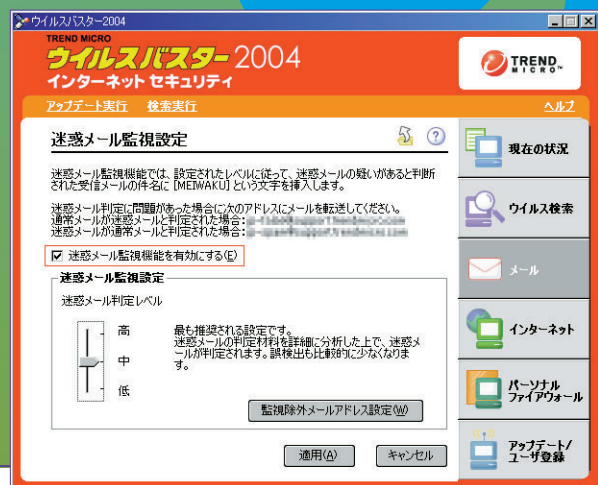 ウイルスバスター2004
TREND MICRO
ウイルスバスター 2004
インターネット セキュリティ
TREND
MICRO™
アップデート実行 検索実行
ヘルプ
迷惑メール監視設定
迷惑メール監視機能では、設定されたレベルに従って、迷惑メールの疑いがあると判断
された受信メールの件名に [MEIWAKU] という文字を挿入します。
迷惑メール判定に問題があった場合に次のアドレスにメールを転送してください。
通常メールが迷惑メールと判定された場合:
迷惑メールが通常メールと判定された場合:
迷惑メール監視機能を有効にする(E)
迷惑メール監視設定
迷惑メール判定レベル
高
中
低
最も推奨される設定です。
迷惑メールの判定材料を詳細に分析した上で、迷惑メ
ールが判定されます。誤検出も比較的に少なくなりま
す。
監視除外メールアドレス設定(W)
適用(A)
キャンセル
現在の状況
ウイルス検索
メール
インターネット
パーソナル
ファイアウォール
アップデート/
ユーザ登録